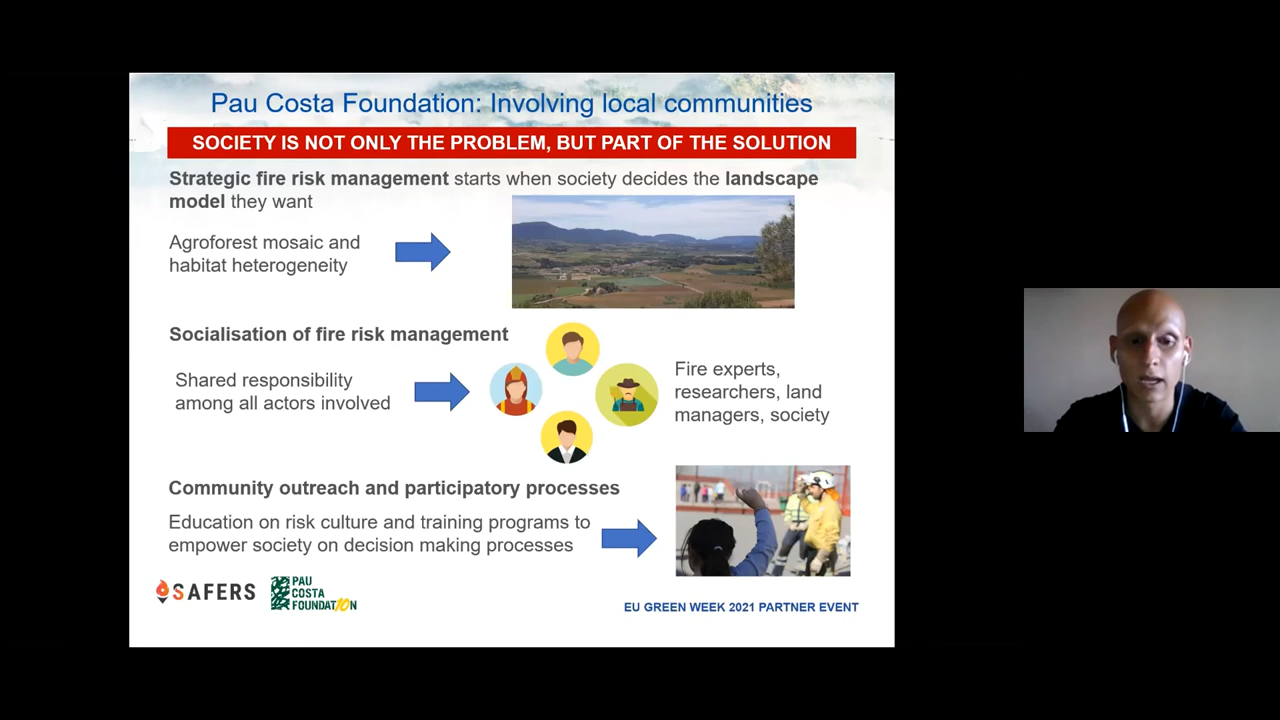 Pau Costa Foundation: Involving local communities
SOCIETY IS NOT ONLY THE PROBLEM, BUT PART OF THE SOLUTION
Strategic fire risk management starts when society decides the landscape
model they want
Agroforest mosaic and
habitat heterogeneity
Socialisation of fire risk management
Shared responsibility
among all actors involved
Fire experts,
researchers, land
managers, society
Community outreach and participatory processes
Education on risk culture and training programs to
empower society on decision making processes
SAFERS
PAU
COSTA
FOUNDAT10N
EU GREEN WEEK 2021 PARTNER EVENT